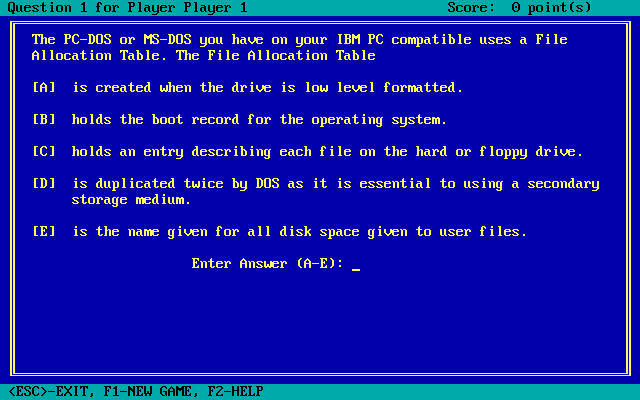 Question 1 for Player Player 1 Score: 0 point(s)
The PC-DOS or MS-DOS you have on your IBM PC compatible uses a File
Allocation Table. The File Allocation Table
[A] is created when the drive is low level formatted.
[B] holds the boot record for the operating system.
[C] holds an entry describing each file on the hard or floppy drive.
[D] is duplicated twice by DOS as it is essential to using a secondary
storage medium.
[E] is the name given for all disk space given to user files.
Enter Answer (A-E): _
<ESC>-EXIT, F1-NEW GAME, F2-HELP